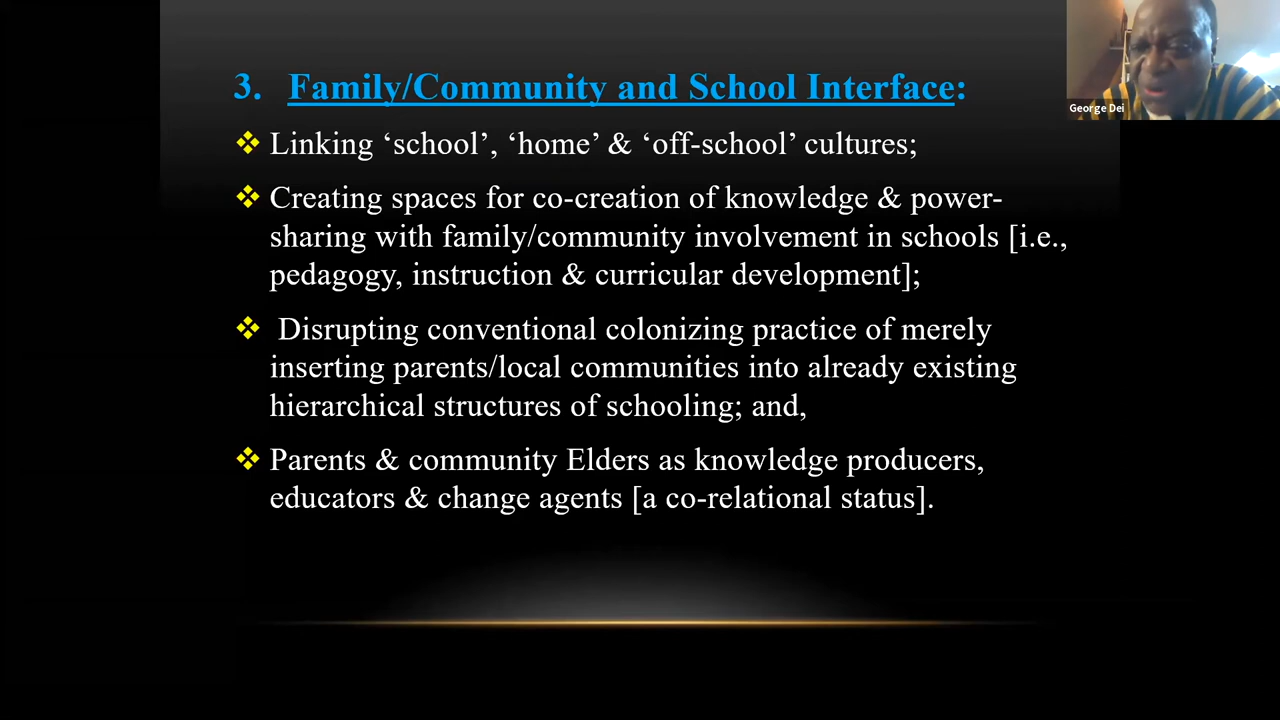 3. Family/Community and School Interface:
George Dei
❖ Linking ‘school’, ‘home’ & ‘off-school’ cultures;
❖ Creating spaces for co-creation of knowledge & power-
sharing with family/community involvement in schools [i.e.,
pedagogy, instruction & curricular development];
❖ Disrupting conventional colonizing practice of merely
inserting parents/local communities into already existing
hierarchical structures of schooling; and,
❖ Parents & community Elders as knowledge producers,
educators & change agents [a co-relational status].